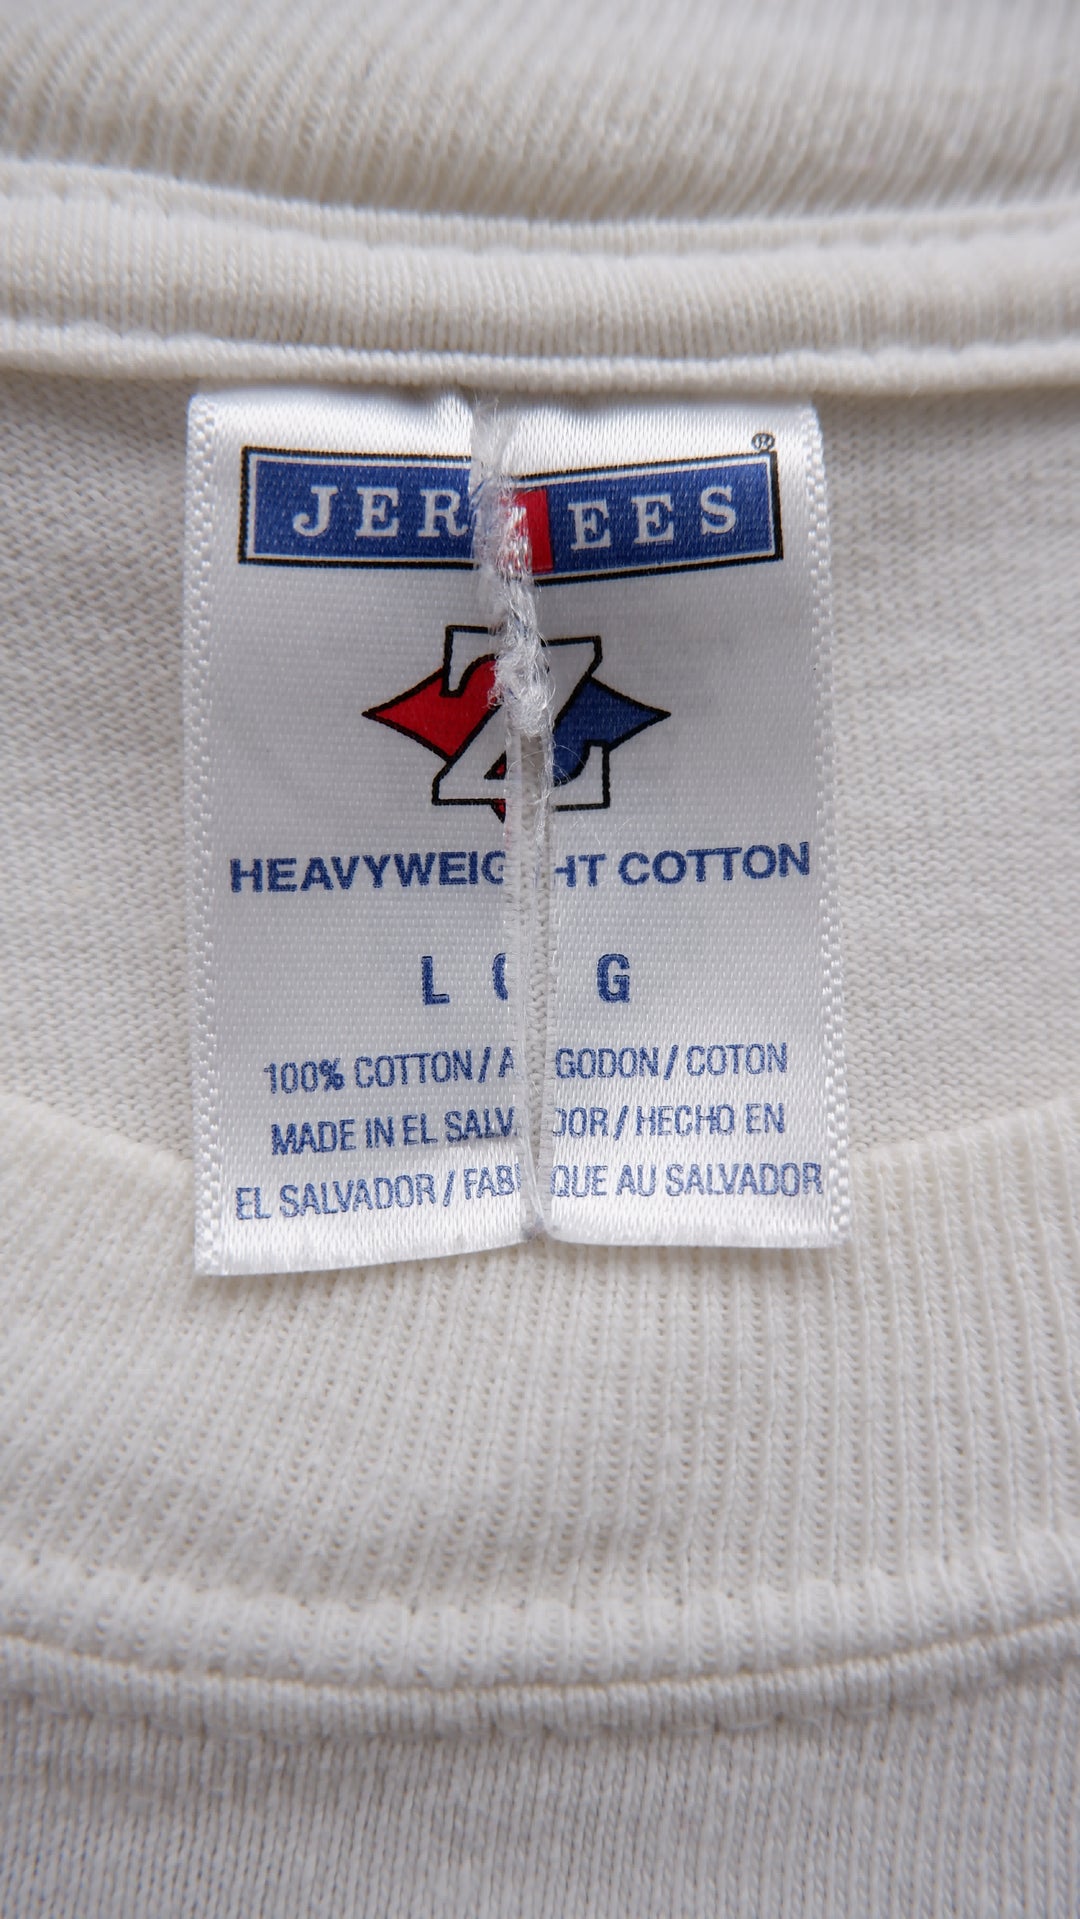 JERZEES ®
Z
HEAVYWEIGHT COTTON
L G G
100% COTTON / ALGODON / COTON
MADE IN EL SALVADOR / HECHO EN
EL SALVADOR / FABRIQUE AU SALVADOR